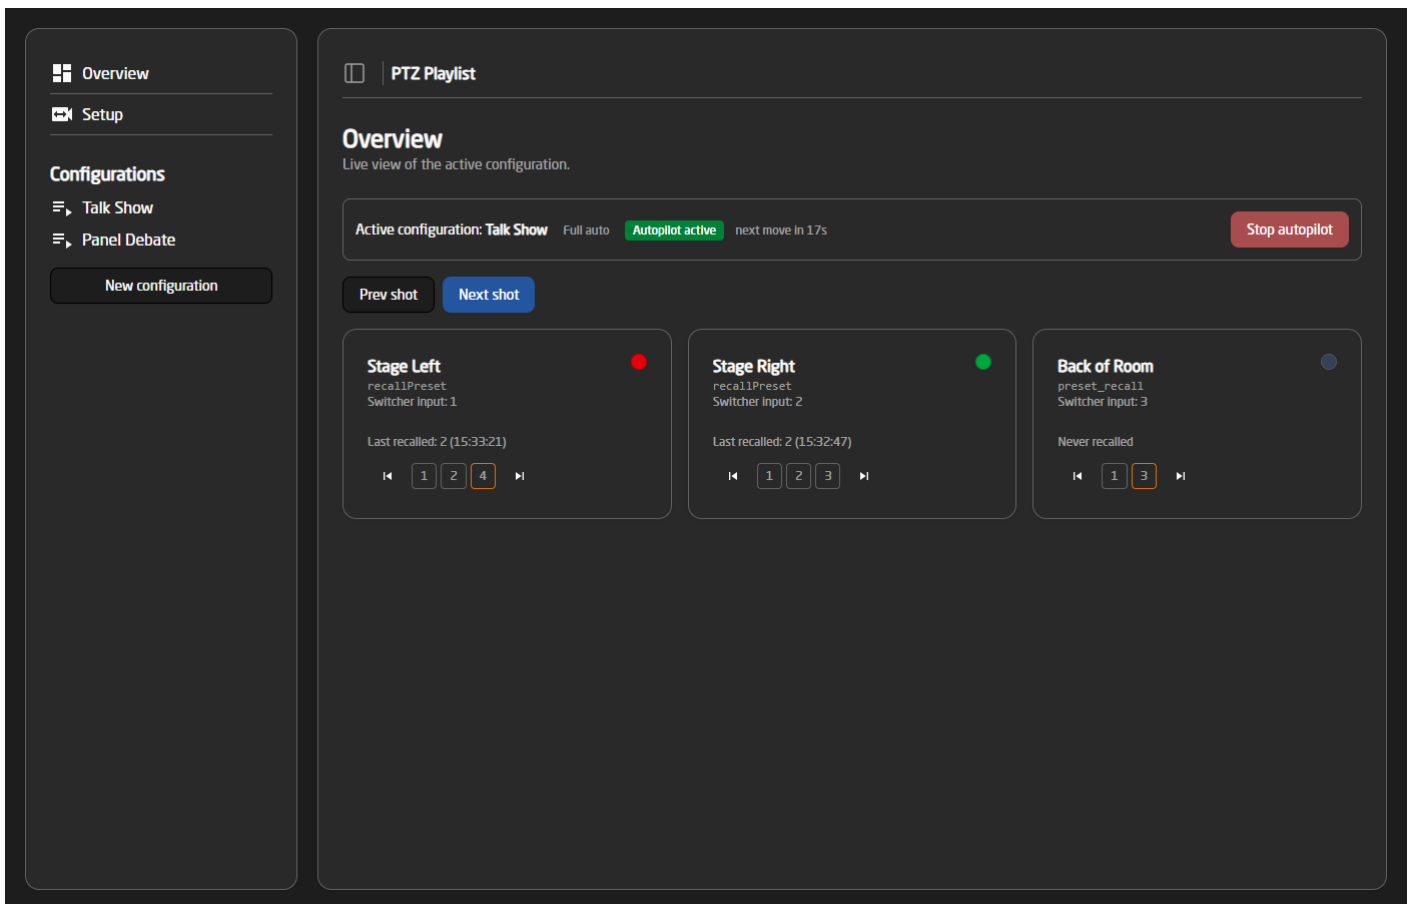 Overview
Setup
Configurations
Talk Show
Panel Debate
New configuration
PTZ Playlist
Overview
Live view of the active configuration.
Active configuration: Talk Show Full auto Autopilot active next move in 17s Stop autopilot
Prev shot Next shot
Stage Left
recallPreset
Switcher input: 1
Last recalled: 2 (15:33:21)
1 2 4
Stage Right
recallPreset
Switcher input: 2
Last recalled: 2 (15:32:47)
1 2 3
Back of Room
preset_recall
Switcher input: 3
Never recalled
1 3